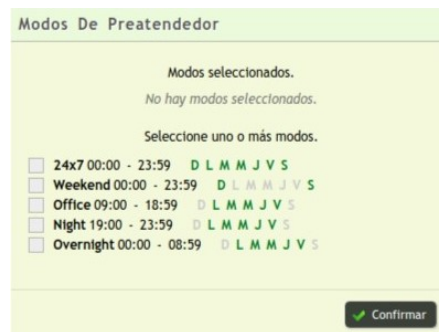 Modos De Preatendedor
Modos seleccionados.
No hay modos seleccionados.
Seleccione uno o más modos.
24x7 00:00 - 23:59 D L M M J V S
Weekend 00:00 - 23:59 D L M M J V S
Office 09:00 - 18:59 D L M M J V S
Night 19:00 - 23:59 D L M M J V S
Overnight 00:00 - 08:59 D L M M J V S
Confirmar